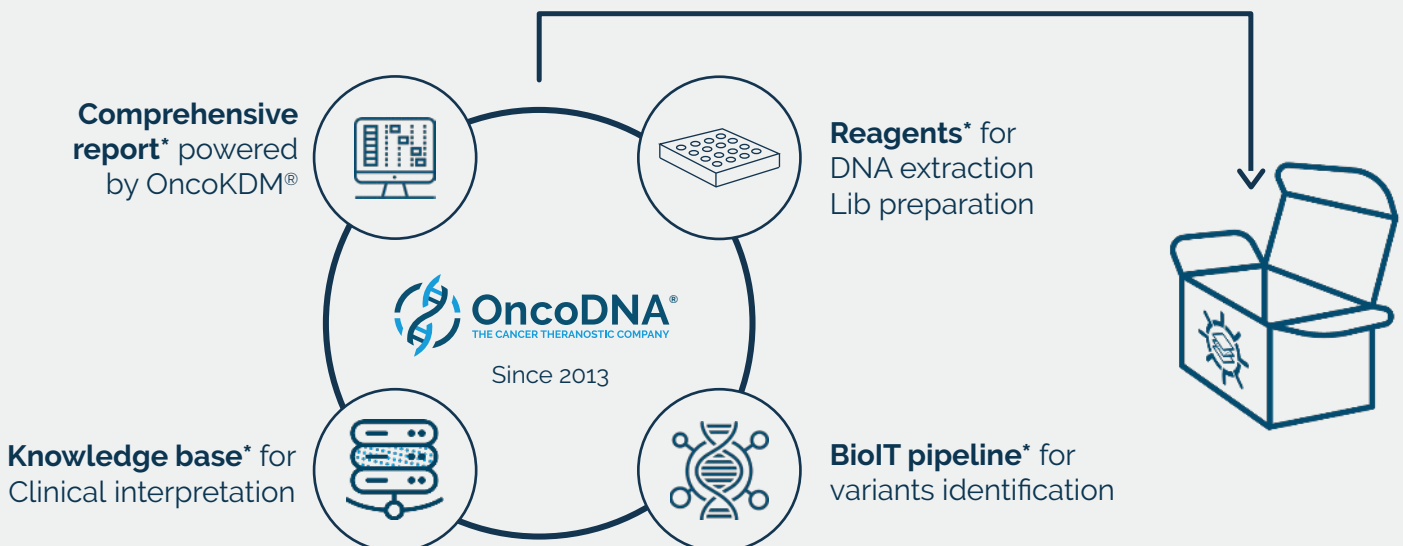 Comprehensive
report* powered
by OncoKDM®
Reagents* for
DNA extraction
Lib preparation
OncoDNA®
THE CANCER THERANOSTIC COMPANY
Since 2013
Knowledge base* for
Clinical interpretation
BioIT pipeline* for
variants identification